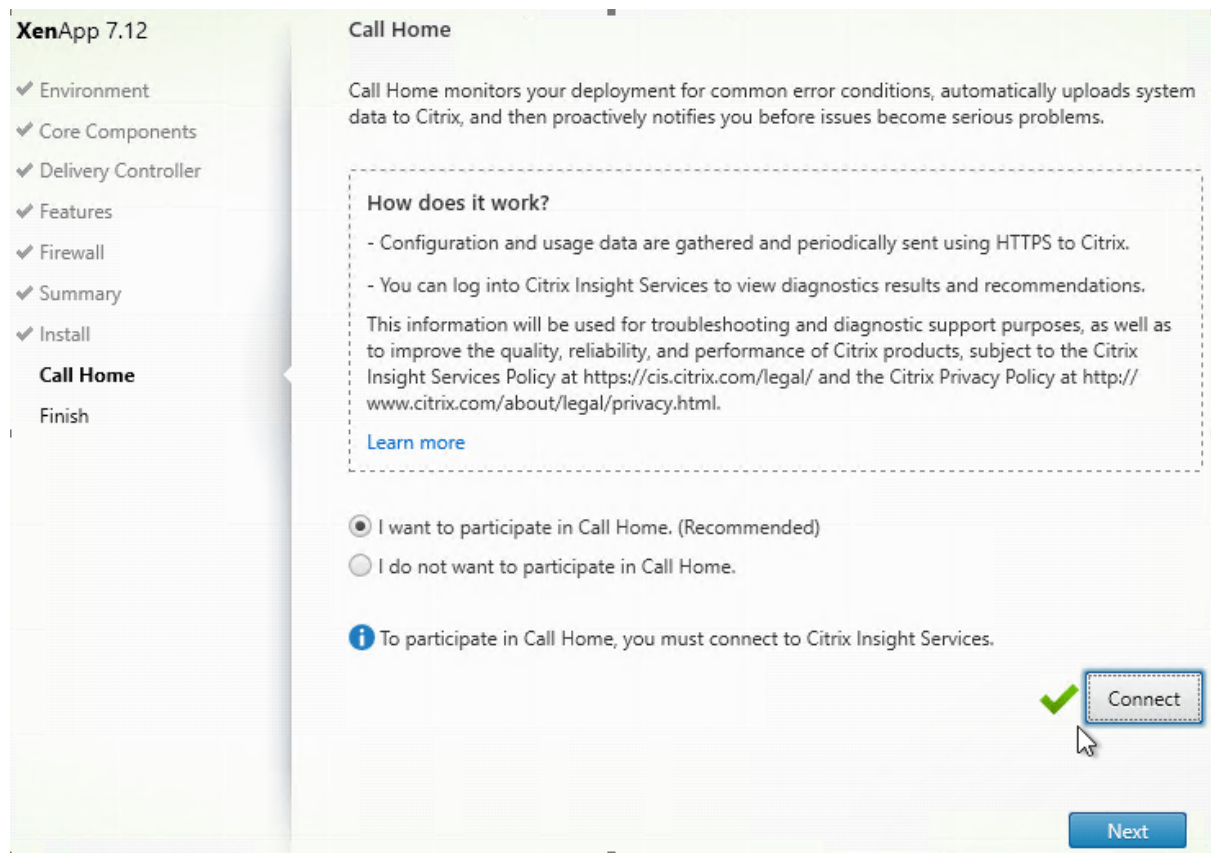 XenApp 7.12
Environment
Core Components
Delivery Controller
Features
Firewall
Summary
Install
Call Home
Finish
Call Home
Call Home monitors your deployment for common error conditions, automatically uploads system
data to Citrix, and then proactively notifies you before issues become serious problems.
How does it work?
- Configuration and usage data are gathered and periodically sent using HTTPS to Citrix.
- You can log into Citrix Insight Services to view diagnostics results and recommendations.
This information will be used for troubleshooting and diagnostic support purposes, as well as
to improve the quality, reliability, and performance of Citrix products, subject to the Citrix
Insight Services Policy at https://cis.citrix.com/legal/ and the Citrix Privacy Policy at http://
www.citrix.com/about/legal/privacy.html.
Learn more
I want to participate in Call Home. (Recommended)
I do not want to participate in Call Home.
To participate in Call Home, you must connect to Citrix Insight Services.
Connect
Next